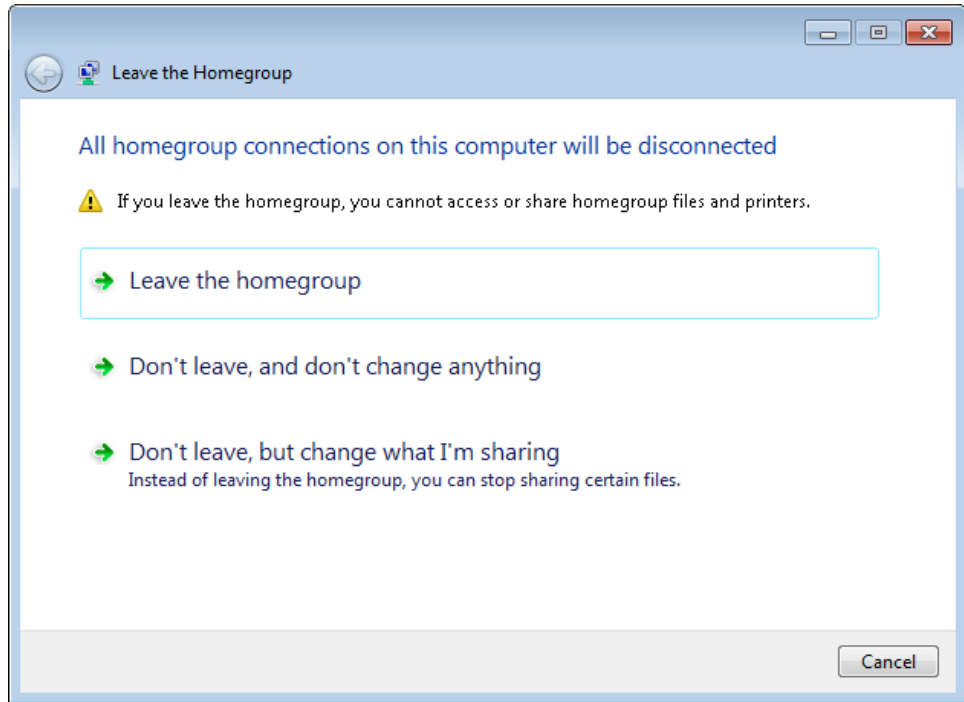 Leave the Homegroup
All homegroup connections on this computer will be disconnected
If you leave the homegroup, you cannot access or share homegroup files and printers.
Leave the homegroup
Don't leave, and don't change anything
Don't leave, but change what I'm sharing
Instead of leaving the homegroup, you can stop sharing certain files.
Cancel